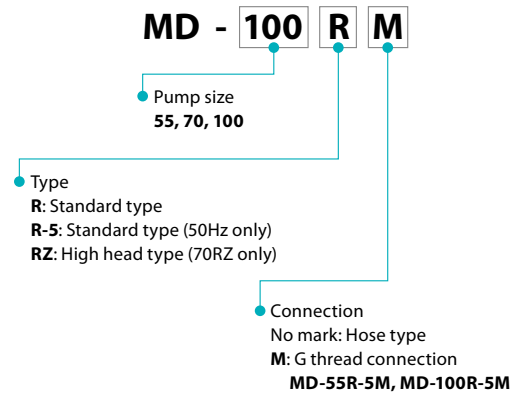 MD - 100 R M
Pump size
55, 70, 100
Type
R: Standard type
R-5: Standard type (50Hz only)
RZ: High head type (70RZ only)
Connection
No mark: Hose type
M: G thread connection
MD-55R-5M, MD-100R-5M